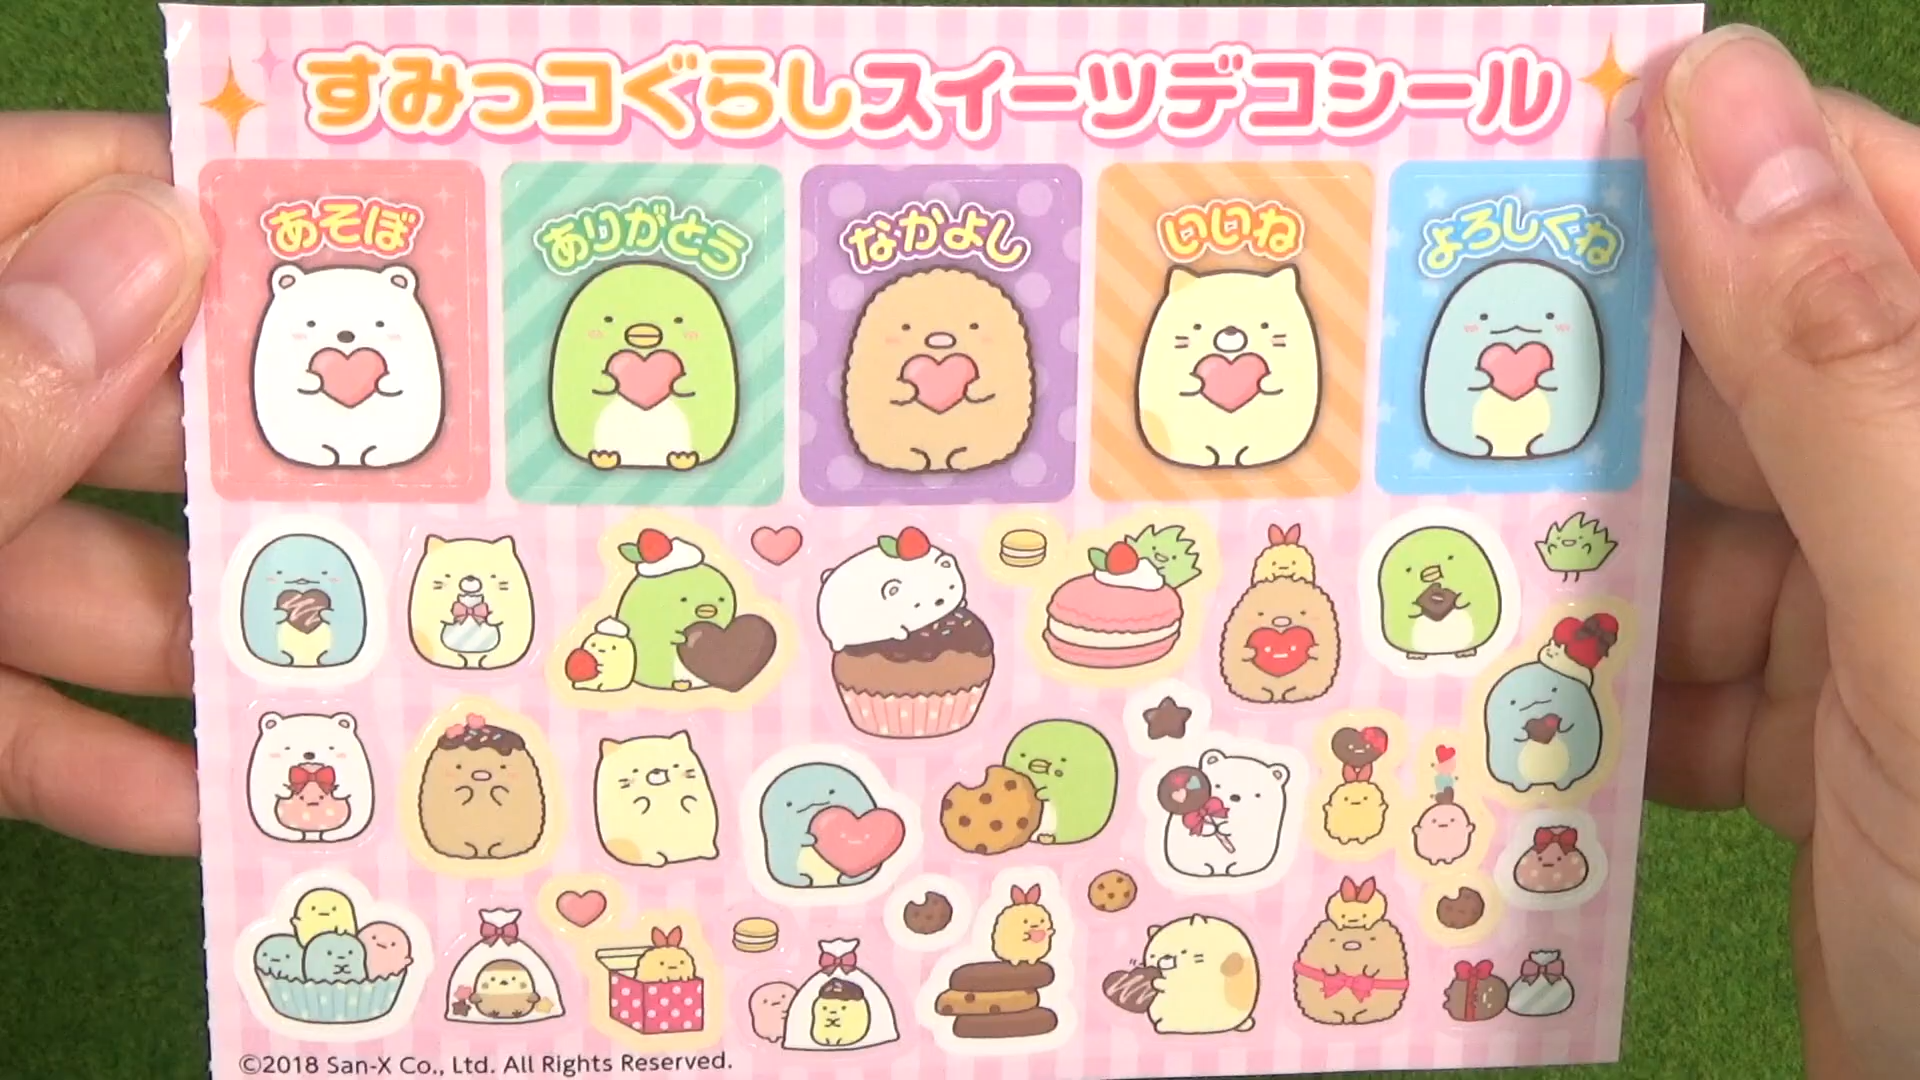 すみっコぐらしスイーツデコシール
あそぼ
ありがとう
なかよし
いいね
よろしくね
©2018 San-X Co., Ltd. All Rights Reserved.